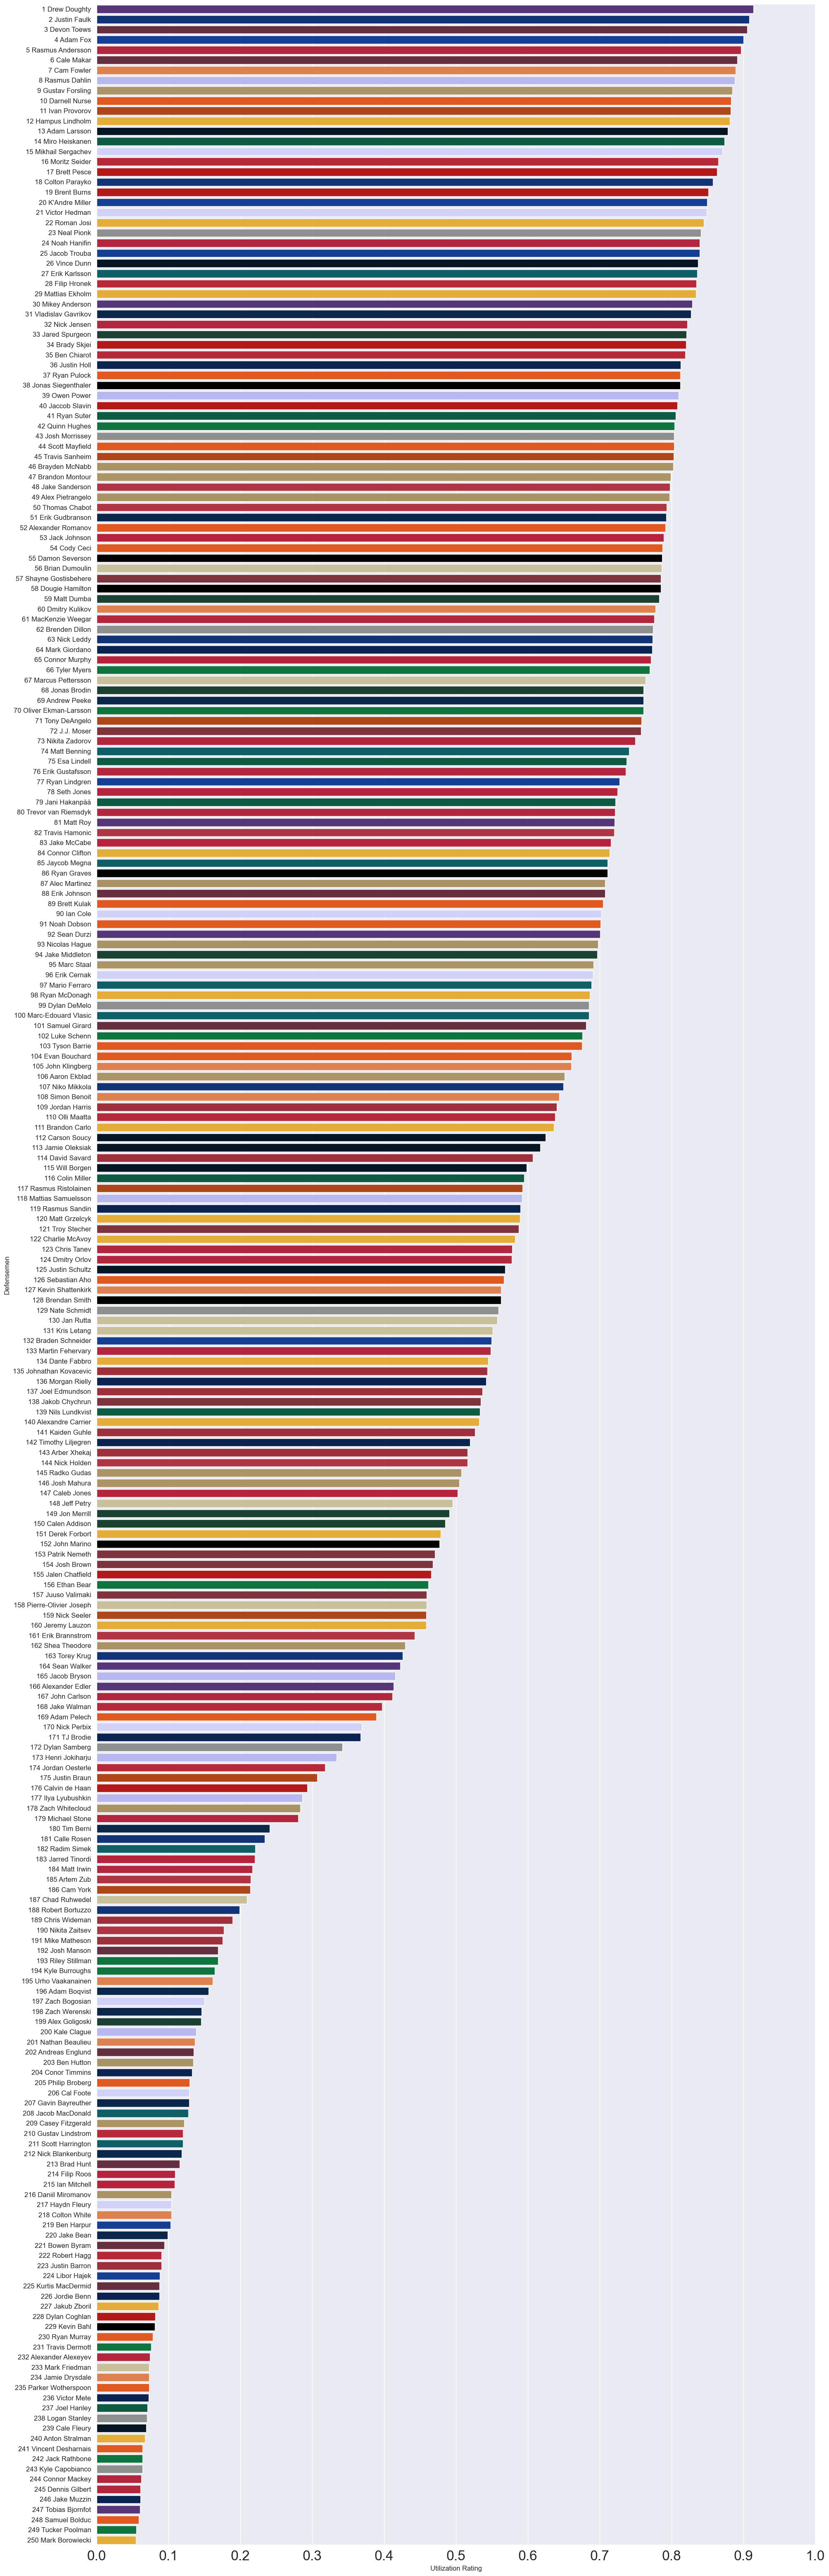 1 Drew Doughty
2 Justin Faulk
3 Devon Toews
4 Adam Fox
5 Rasmus Andersson
6 Cale Makar
7 Cam Fowler
8 Rasmus Dahlin
9 Gustav Forsling
10 Darnell Nurse
11 Ivan Provorov
12 Hampus Lindholm
13 Adam Larsson
14 Miro Heiskanen
15 Mikhail Sergachev
16 Moritz Seider
17 Brett Pesce
18 Colton Parayko
19 Brent Burns
20 K'Andre Miller
21 Victor Hedman
22 Roman Josi
23 Neal Pionk
24 Noah Hanifin
25 Jacob Trouba
26 Vince Dunn
27 Erik Karlsson
28 Filip Hronek
29 Mattias Ekholm
30 Mikey Anderson
31 Vladislav Gavrikov
32 Nick Jensen
33 Jared Spurgeon
34 Brady Skjei
35 Ben Chiarot
36 Justin Holl
37 Ryan Pulock
38 Jonas Siegenthaler
39 Owen Power
40 Jaccob Slavin
41 Ryan Suter
42 Quinn Hughes
43 Josh Morrissey
44 Scott Mayfield
45 Travis Sanheim
46 Brayden McNabb
47 Brandon Montour
48 Jake Sanderson
49 Alex Pietrangelo
50 Thomas Chabot
51 Erik Gudbranson
52 Alexander Romanov
53 Jack Johnson
54 Cody Ceci
55 Damon Severson
56 Brian Dumoulin
57 Shayne Gostisbehere
58 Dougie Hamilton
59 Matt Dumba
60 Dmitry Kulikov
61 MacKenzie Weegar
62 Brenden Dillon
63 Nick Leddy
64 Mark Giordano
65 Connor Murphy
66 Tyler Myers
67 Marcus Pettersson
68 Jonas Brodin
69 Andrew Peeke
70 Oliver Ekman-Larsson
71 Tony DeAngelo
72 J.J. Moser
73 Nikita Zadorov
74 Matt Benning
75 Esa Lindell
76 Erik Gustafsson
77 Ryan Lindgren
78 Seth Jones
79 Jani Hakanpää
80 Trevor van Riemsdyk
81 Matt Roy
82 Travis Hamonic
83 Jake McCabe
84 Connor Clifton
85 Jaycob Megna
86 Ryan Graves
87 Alec Martinez
88 Erik Johnson
89 Brett Kulak
90 Ian Cole
91 Noah Dobson
92 Sean Durzi
93 Nicolas Hague
94 Jake Middleton
95 Marc Staal
96 Erik Cernak
97 Mario Ferraro
98 Ryan McDonagh
99 Dylan DeMelo
100 Marc-Edouard Vlasic
101 Samuel Girard
102 Luke Schenn
103 Tyson Barrie
104 Evan Bouchard
105 John Klingberg
106 Aaron Ekblad
107 Niko Mikkola
108 Simon Benoit
109 Jordan Harris
110 Olli Maatta
111 Brandon Carlo
112 Carson Soucy
113 Jamie Oleksiak
114 David Savard
115 Will Borgen
116 Colin Miller
117 Rasmus Ristolainen
118 Mattias Samuelsson
119 Rasmus Sandin
120 Matt Grzelcyk
121 Troy Stecher
122 Charlie McAvoy
123 Chris Tanev
124 Dmitry Orlov
125 Justin Schultz
126 Sebastian Aho
127 Kevin Shattenkirk
128 Brendan Smith
129 Nate Schmidt
130 Jan Rutta
131 Kris Letang
132 Braden Schneider
133 Martin Fehervary
134 Dante Fabbro
135 Johnathan Kovacevic
136 Morgan Rielly
137 Joel Edmundson
138 Jakob Chychrun
139 Nils Lundkvist
140 Alexandre Carrier
141 Kaiden Guhle
142 Timothy Liljegren
143 Arber Xhekaj
144 Nick Holden
145 Radko Gudas
146 Josh Mahura
147 Caleb Jones
148 Jeff Petry
149 Jon Merrill
150 Calen Addison
151 Derek Forbort
152 John Marino
153 Patrik Nemeth
154 Josh Brown
155 Jalen Chatfield
156 Ethan Bear
157 Juuso Valimaki
158 Pierre-Olivier Joseph
159 Nick Seeler
160 Jeremy Lauzon
161 Erik Brannstrom
162 Shea Theodore
163 Torey Krug
164 Sean Walker
165 Jacob Bryson
166 Alexander Edler
167 John Carlson
168 Jake Walman
169 Adam Pelech
170 Nick Perbix
171 TJ Brodie
172 Dylan Samberg
173 Henri Jokiharju
174 Jordan Oesterle
175 Justin Braun
176 Calvin de Haan
177 Ilya Lyubushkin
178 Zach Whitecloud
179 Michael Stone
180 Tim Berni
181 Calle Rosen
182 Radim Simek
183 Jarred Tinordi
184 Matt Irwin
185 Artem Zub
186 Cam York
187 Chad Ruhwedel
188 Robert Bortuzzo
189 Chris Wideman
190 Nikita Zaitsev
191 Mike Matheson
192 Josh Manson
193 Riley Stillman
194 Kyle Burroughs
195 Urho Vaakanainen
196 Adam Boqvist
197 Zach Bogosian
198 Zach Werenski
199 Alex Goligoski
200 Kale Clague
201 Nathan Beaulieu
202 Andreas Englund
203 Ben Hutton
204 Conor Timmins
205 Philip Broberg
206 Cal Foote
207 Gavin Bayreuther
208 Jacob MacDonald
209 Casey Fitzgerald
210 Gustav Lindstrom
211 Scott Harrington
212 Nick Blankenburg
213 Brad Hunt
214 Filip Roos
215 Ian Mitchell
216 Daniil Miromanov
217 Haydn Fleury
218 Colton White
219 Ben Harpur
220 Jake Bean
221 Bowen Byram
222 Robert Hagg
223 Justin Barron
224 Libor Hajek
225 Kurtis MacDermid
226 Jordie Benn
227 Jakub Zboril
228 Dylan Coghlan
229 Kevin Bahl
230 Ryan Murray
231 Travis Dermott
232 Alexander Alexeyev
233 Mark Friedman
234 Jamie Drysdale
235 Parker Wotherspoon
236 Victor Mete
237 Joel Hanley
238 Logan Stanley
239 Cale Fleury
240 Anton Stralman
241 Vincent Desharnais
242 Jack Rathbone
243 Kyle Capobianco
244 Connor Mackey
245 Dennis Gilbert
246 Jake Muzzin
247 Tobias Bjornfot
248 Samuel Bolduc
249 Tucker Poolman
250 Mark Borowiecki
Defensemen
0.0 0.1 0.2 0.3 0.4 0.5 0.6 0.7 0.8 0.9 1.0
Utilization Rating